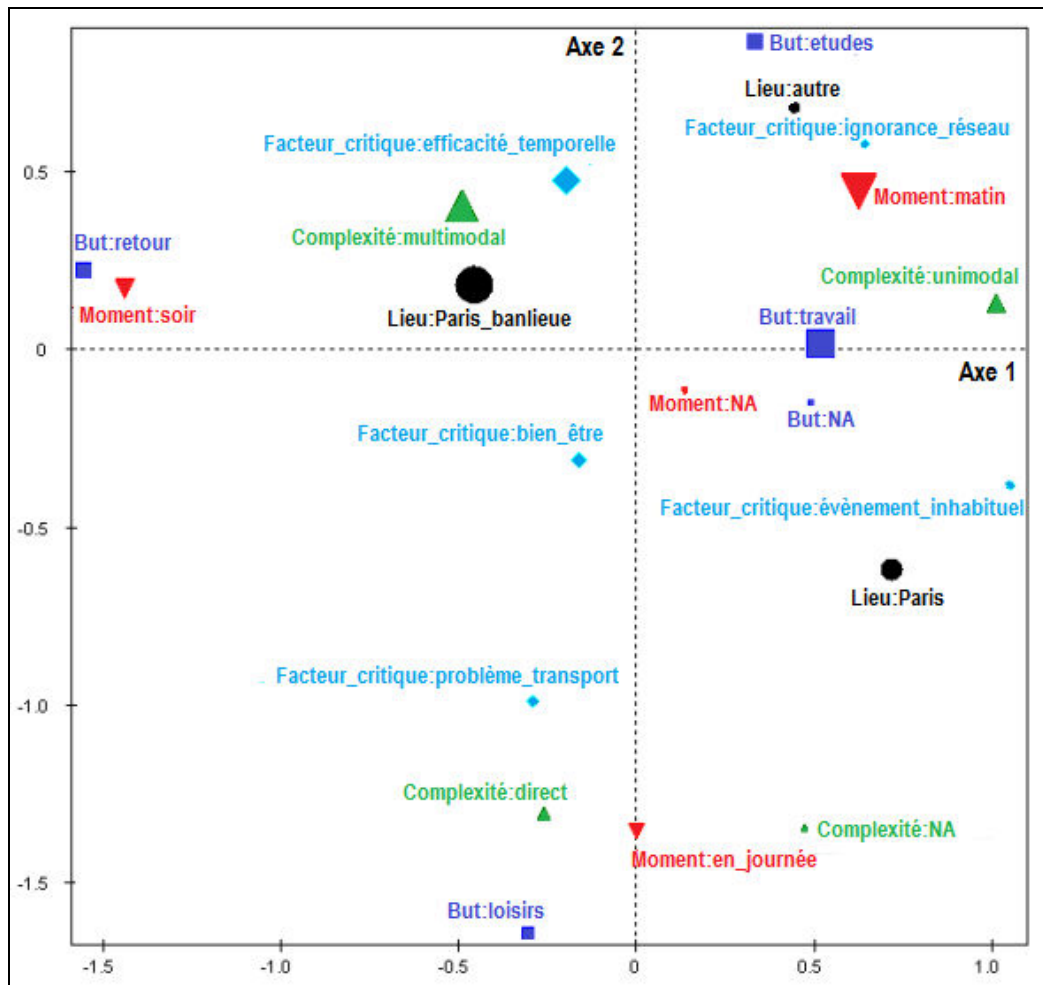 Axe 2
But:etudes
Lieu:autre
Facteur_critique:ignorance_réseau
Facteur_critique:efficacité_temporelle
0.5
Moment:matin
Complexité:multimodal
But:retour
Complexité:unimodal
Moment:soir
Lieu:Paris_banlieue
But:travail
0
Axe 1
Moment:NA
But:NA
Facteur_critique:bien_être
Facteur_critique:évènement_inhabituel
-0.5
Lieu:Paris
Facteur_critique:problème_transport
-1.0
Complexité:direct
Complexité:NA
Moment:en_journée
-1.5
But:loisirs
-1.5 -1.0 -0.5 0 0.5 1.0